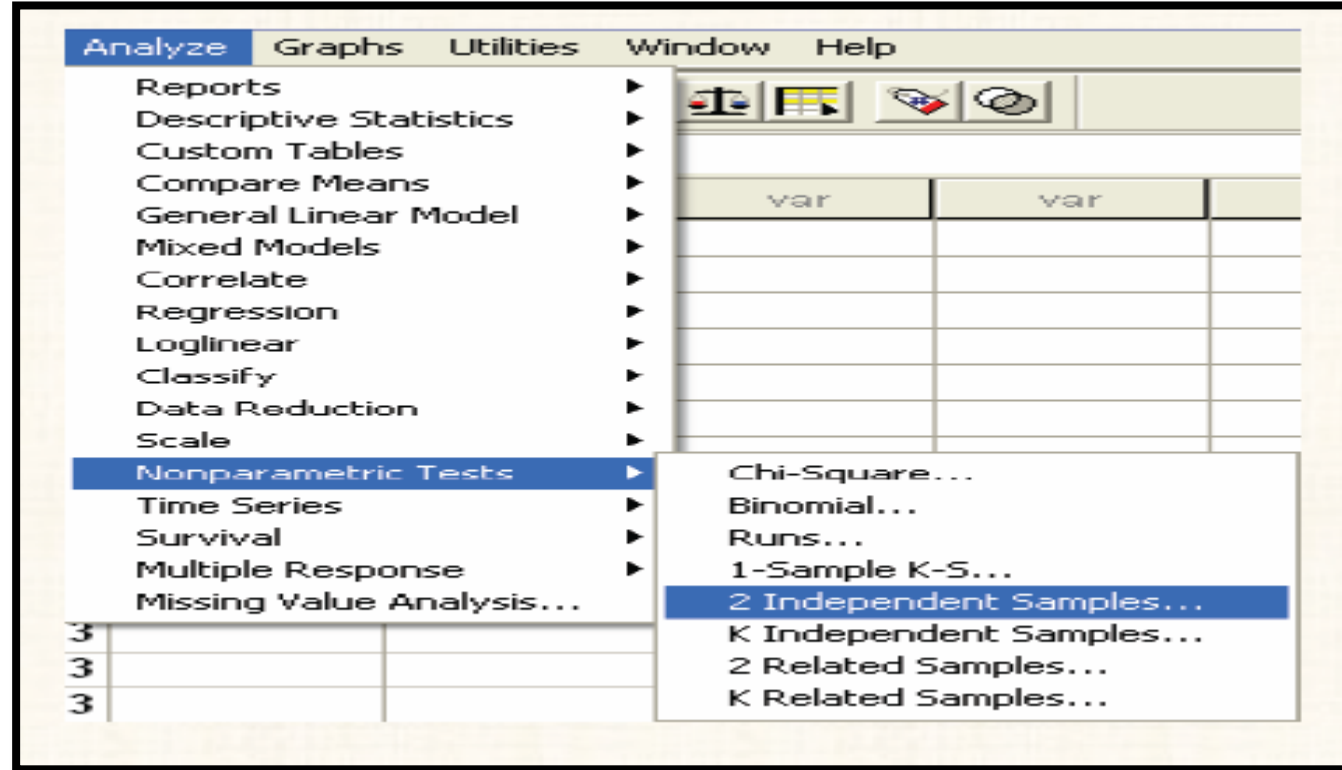 Analyze Graphs Utilities Window Help
Reports
Descriptive Statistics
Custom Tables
Compare Means
General Linear Model
Mixed Models
Correlate
Regression
Loglinear
Classify
Data Reduction
Scale
Nonparametric Tests
Time Series
Survival
Multiple Response
Missing Value Analysis...
var var
Chi-Square...
Binomial...
Runs...
1-Sample K-S...
2 Independent Samples...
K Independent Samples...
2 Related Samples...
K Related Samples...
3
3
3